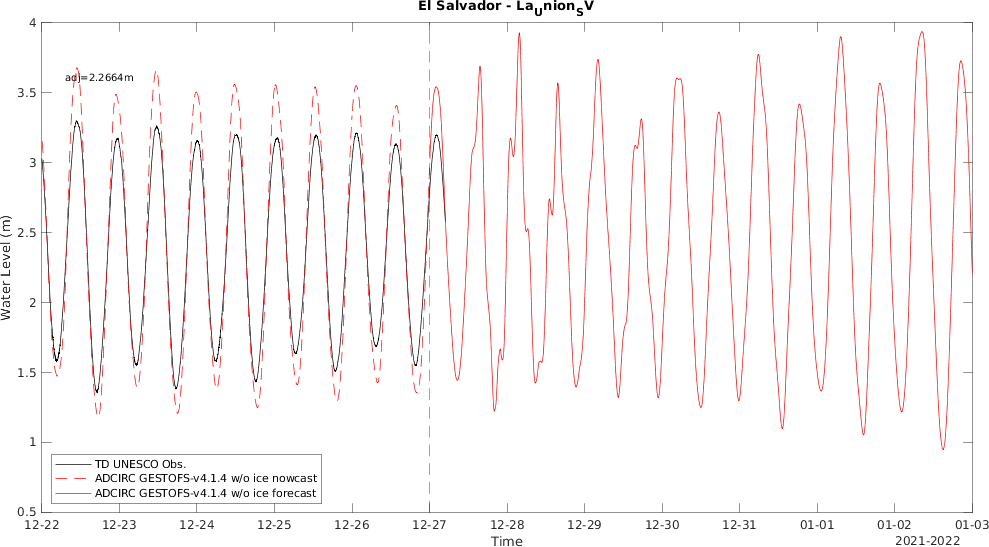 El Salvador - LaUnionSV
adj=2.2664m
4
3.5
3
2.5
2
1.5
1
0.5
Water Level (m)
TD UNESCO Obs.
ADCIRC GESTOFS-v4.1.4 w/o ice nowcast
ADCIRC GESTOFS-v4.1.4 w/o ice forecast
12-22 12-23 12-24 12-25 12-26 12-27 12-28 12-29 12-30 12-31 01-01 01-02 01-03
Time
2021-2022